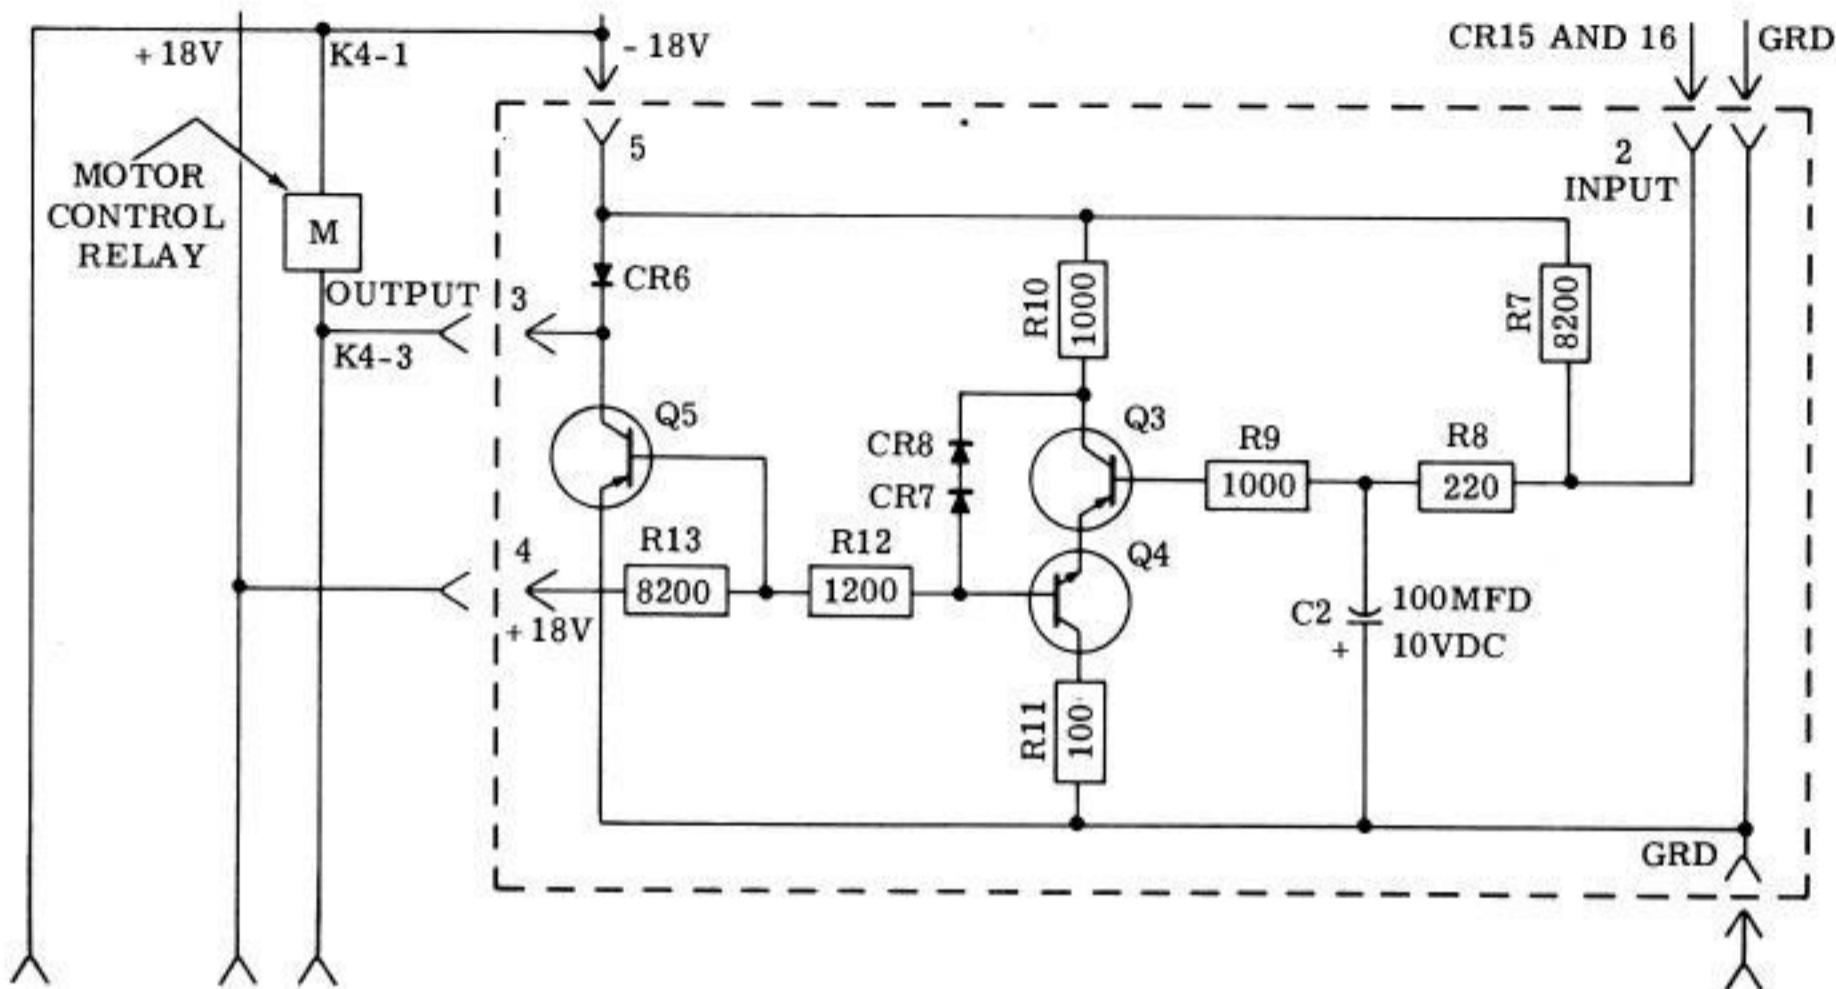 +18V
K4-1
-18V
CR15 AND 16
GRD
5
2
INPUT
MOTOR
CONTROL
RELAY
M
CR6
OUTPUT
3
K4-3
R10
1000
R7
8200
Q5
CR8
CR7
Q3
R9
1000
R8
220
4
R13
8200
R12
1200
Q4
+18V
C2
+
100MFD
10VDC
R11
100
GRD